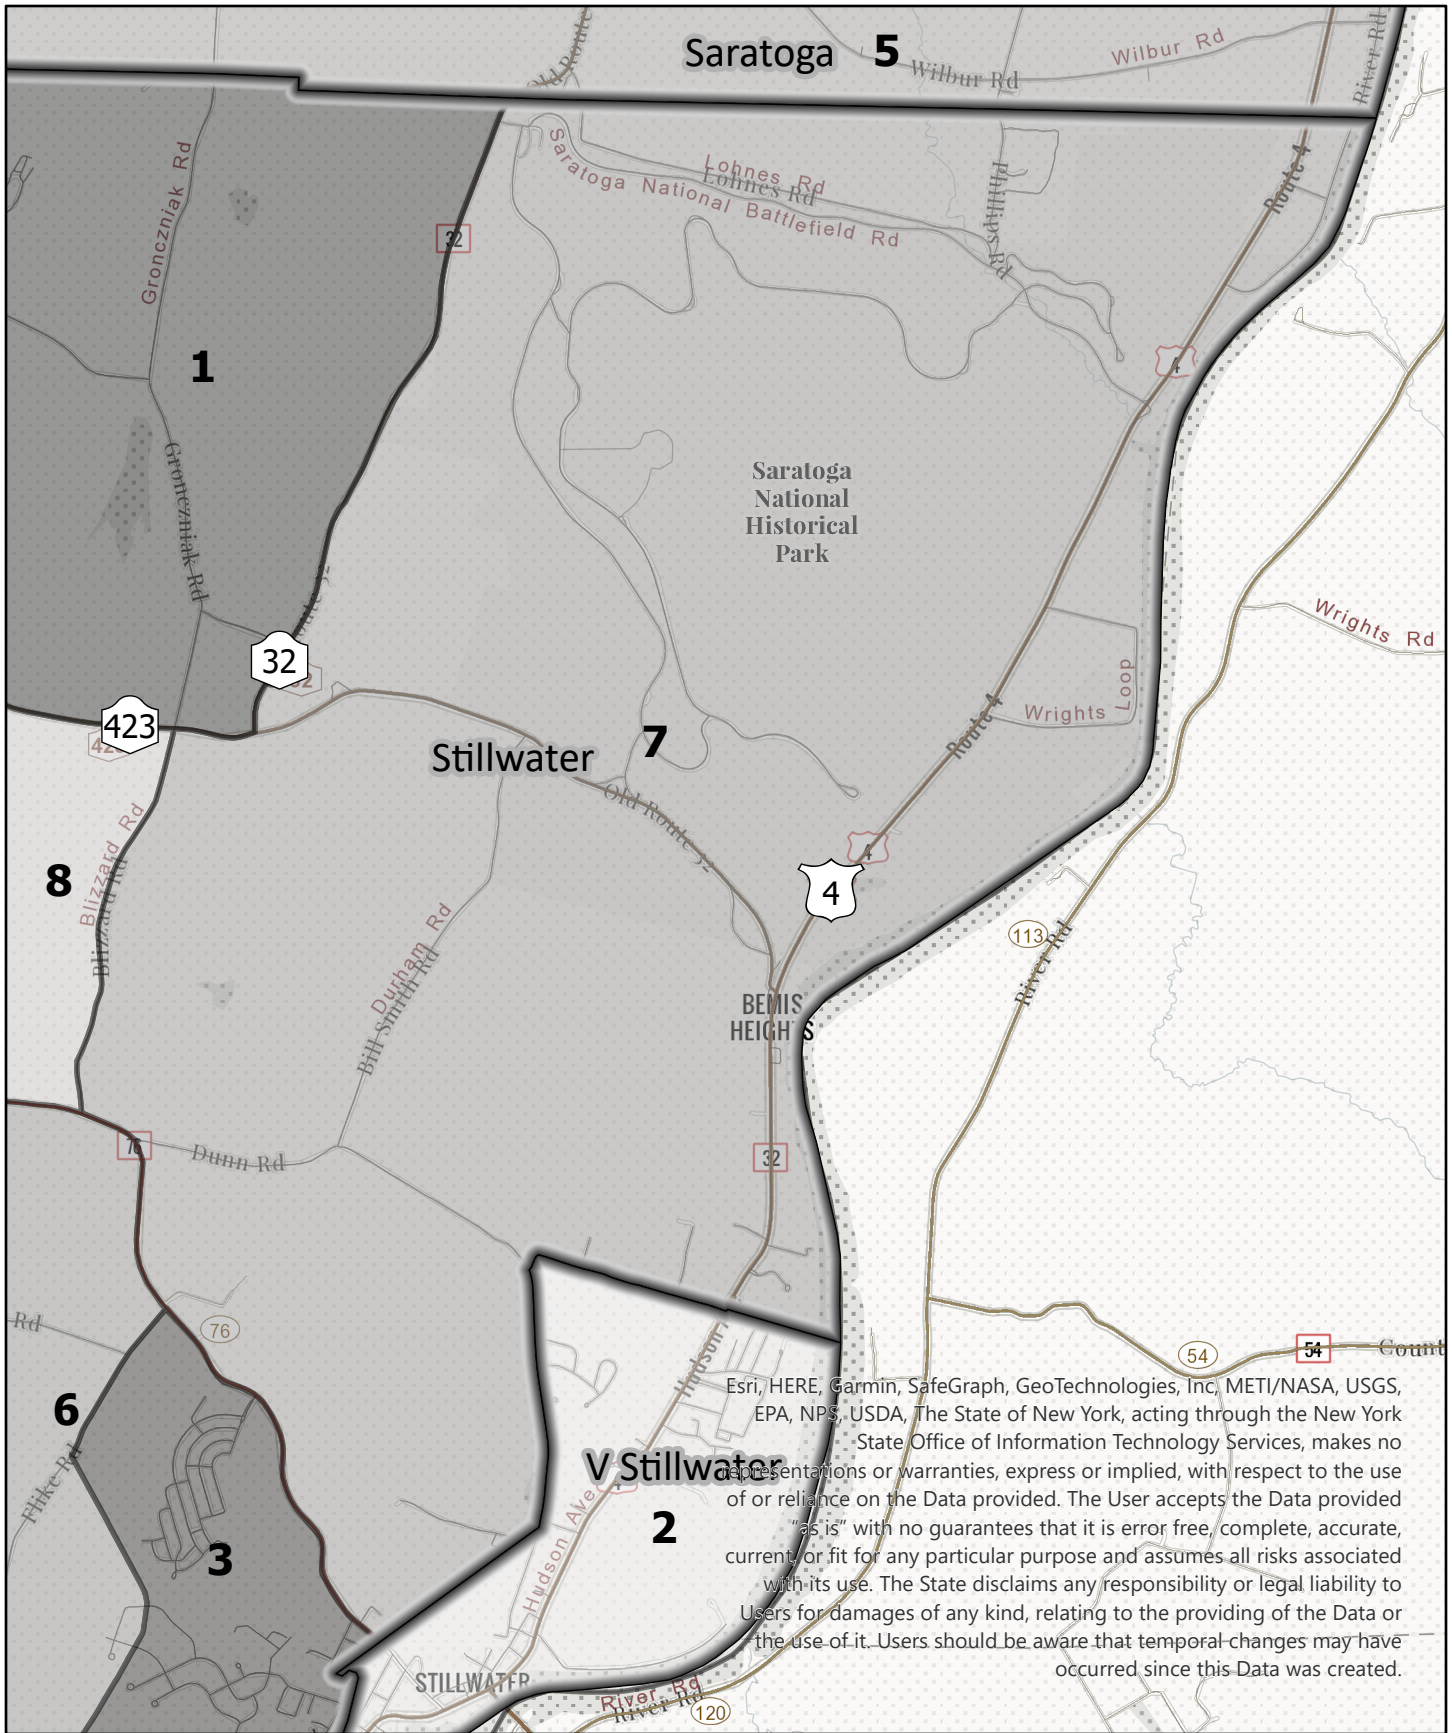 Saratoga 5
Wilbur Rd
Wilbur Rd
River Rd
Old Route
Gronczniak Rd
32
Saratoga National Battlefield Rd
Lohnes Rd
Lohnes Rd
Phillips Rd
Route 4
4
1
Gronczniak Rd
Saratoga
National
Historical
Park
Wrights Rd
32
423
Stillwater
7
Route 4
Wrights Loop
Old Route 32
4
4
8
Blizzard Rd
Blizzard Rd
Durham Rd
Bill Smith Rd
113
River Rd
BEMIS
HEIGHTS
76
Dunn Rd
32
Rd
76
54
54
Count
6
Flike Rd
3
Hudson
V Stillwater
2
Hudson Ave
STILLWATER
River Rd
River Rd
120
Esri, HERE, Garmin, SafeGraph, GeoTechnologies, Inc, METI/NASA, USGS,
EPA, NPS, USDA, The State of New York, acting through the New York
State Office of Information Technology Services, makes no
representations or warranties, express or implied, with respect to the use
of or reliance on the Data provided. The User accepts the Data provided
“as is” with no guarantees that it is error free, complete, accurate,
current, or fit for any particular purpose and assumes all risks associated
with its use. The State disclaims any responsibility or legal liability to
Users for damages of any kind, relating to the providing of the Data or
the use of it. Users should be aware that temporal changes may have
occurred since this Data was created.